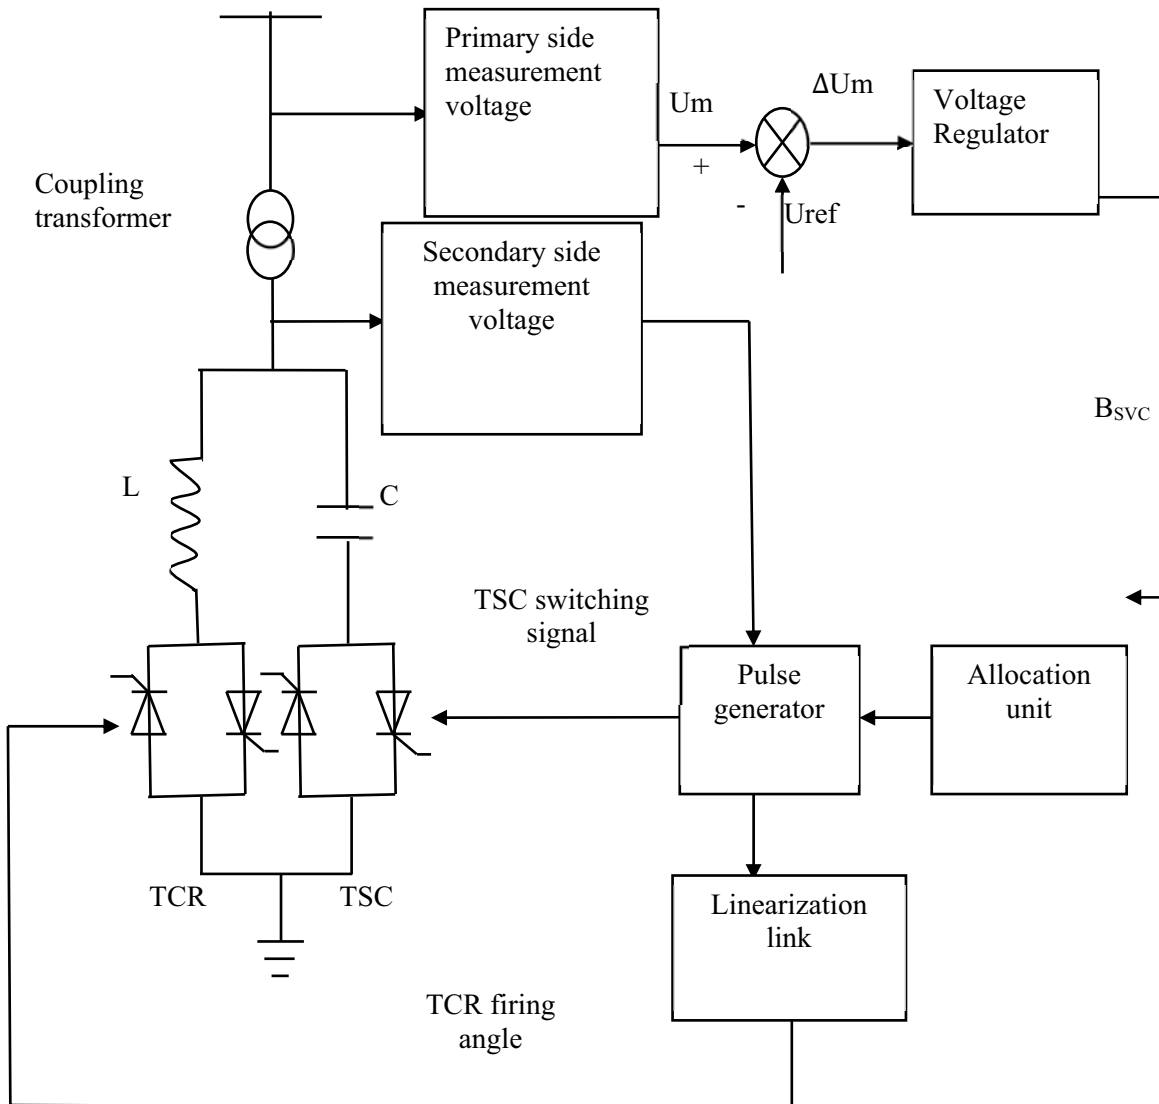 Primary side
measurement
voltage
Um
ΔUm
Voltage
Regulator
+
-
Uref
Coupling
transformer
Secondary side
measurement
voltage
BSVC
L
C
TSC switching
signal
Pulse
generator
Allocation
unit
TCR
TSC
Linearization
link
TCR firing
angle